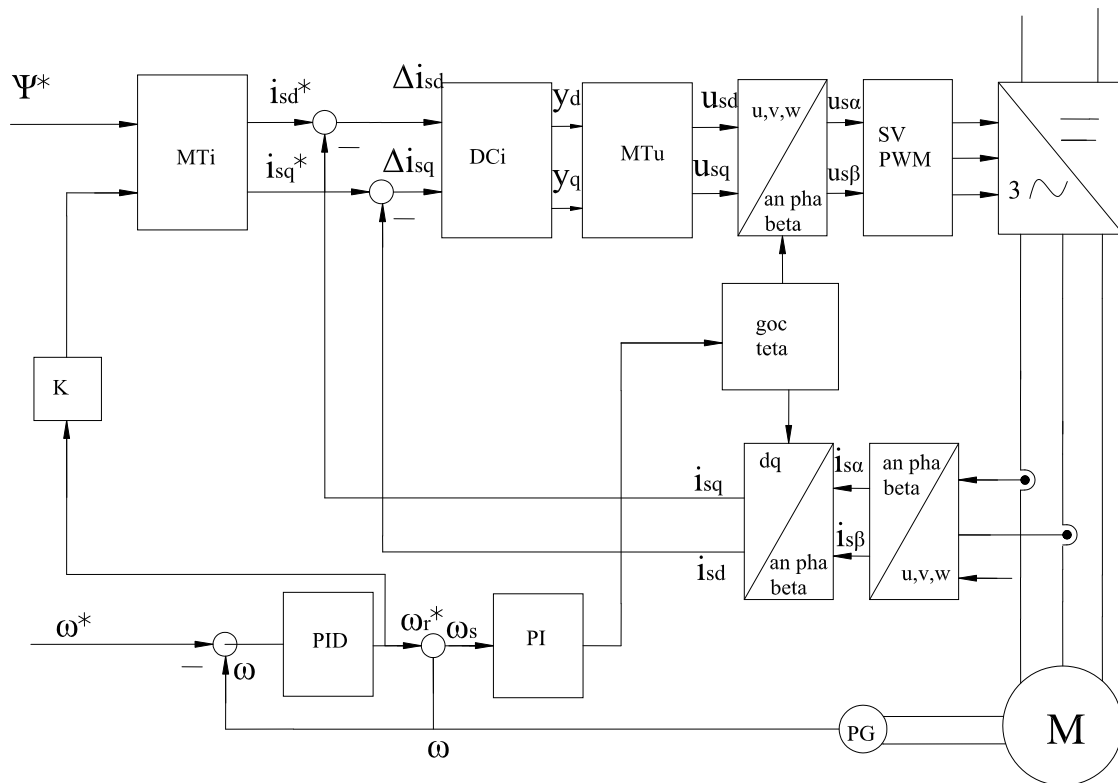 Ψ*
MTi
isd*
isq*
Δisd
Δisq
DCi
yd
yq
MTu
usd
usq
u,v,w
an pha
beta
usα
usβ
SV
PWM
3
K
goc
teta
dq
an pha
beta
isq
isd
isα
isβ
an pha
beta
u,v,w
ω*
ω
PID
ωr*
ωs
PI
ω
PG
M